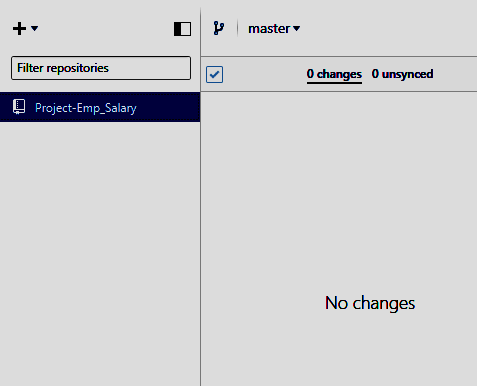 master
Filter repositories
0 changes 0 unsynced
Project-Emp_Salary
No changes